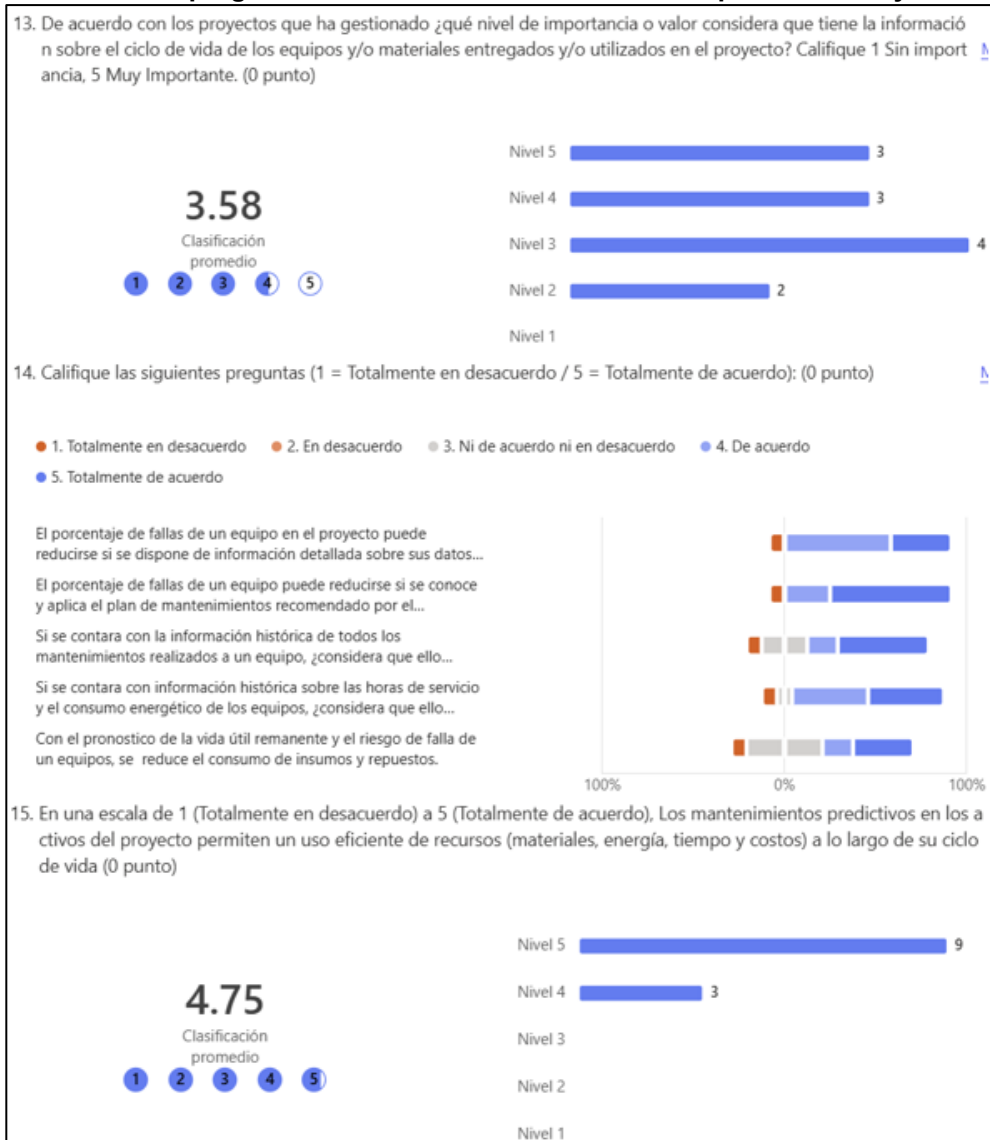 13. De acuerdo con los proyectos que ha gestionado ¿qué nivel de importancia o valor considera que tiene la informació
n sobre el ciclo de vida de los equipos y/o materiales entregados y/o utilizados en el proyecto? Califique 1 Sin import
ancia, 5 Muy Importante. (0 punto)
Nivel 5 3
3.58
Clasificación
promedio
1 2 3 4 5
Nivel 4 3
Nivel 3 4
Nivel 2 2
Nivel 1
14. Califique las siguientes preguntas (1 = Totalmente en desacuerdo / 5 = Totalmente de acuerdo): (0 punto)
1. Totalmente en desacuerdo 2. En desacuerdo 3. Ni de acuerdo ni en desacuerdo 4. De acuerdo
5. Totalmente de acuerdo
El porcentaje de fallas de un equipo en el proyecto puede
reducirse si se dispone de información detallada sobre sus datos...
El porcentaje de fallas de un equipo puede reducirse si se conoce
y aplica el plan de mantenimientos recomendado por el...
Si se contara con la información histórica de todos los
mantenimientos realizados a un equipo, ¿considera que ello...
Si se contara con información histórica sobre las horas de servicio
y el consumo energético de los equipos, ¿considera que ello...
Con el pronostico de la vida útil remanente y el riesgo de falla de
un equipos, se reduce el consumo de insumos y repuestos.
100% 0% 100%
15. En una escala de 1 (Totalmente en desacuerdo) a 5 (Totalmente de acuerdo), Los mantenimientos predictivos en los a
ctivos del proyecto permiten un uso eficiente de recursos (materiales, energía, tiempo y costos) a lo largo de su ciclo
de vida (0 punto)
Nivel 5 9
4.75
Clasificación
promedio
1 2 3 4 5
Nivel 4 3
Nivel 3
Nivel 2
Nivel 1